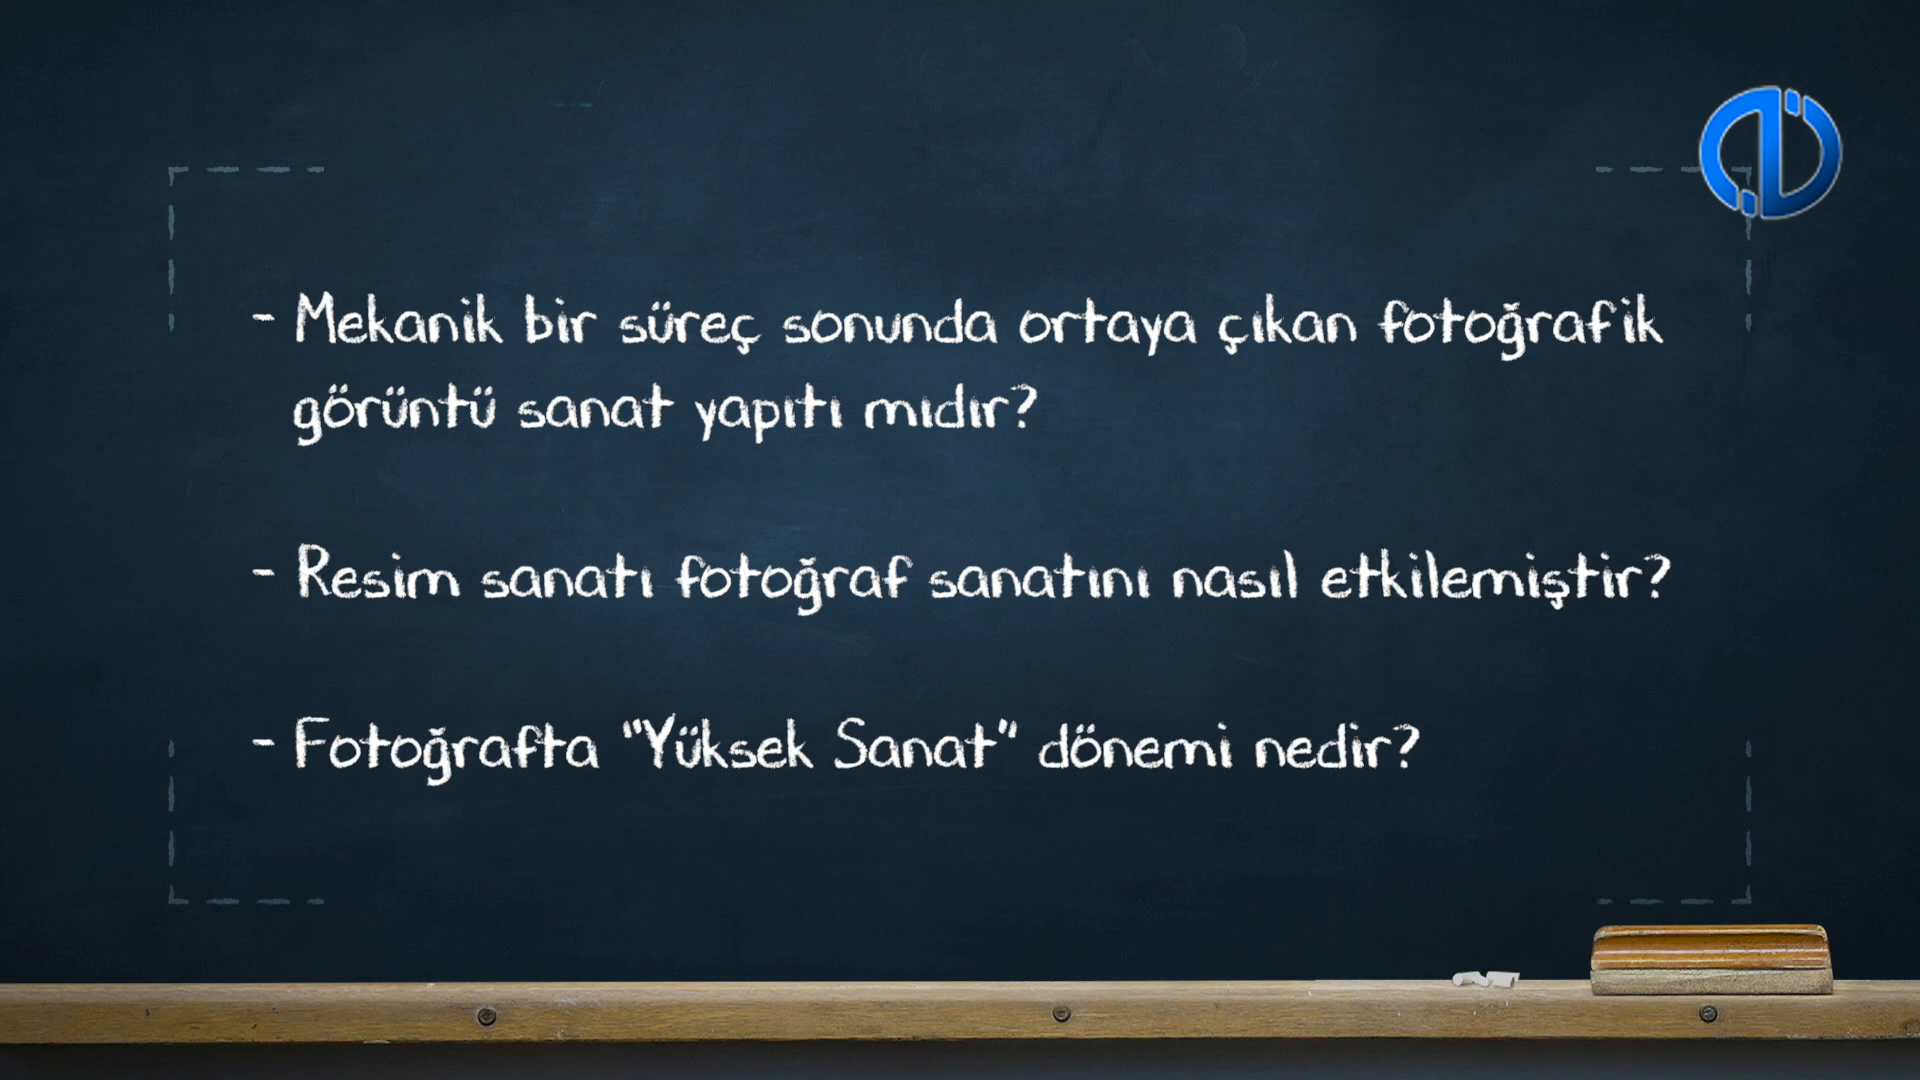 - Mekanik bir süreç sonunda ortaya çıkan fotoğrafik
görüntü sanat yapıtı mıdır?
- Resim sanatı fotoğraf sanatını nasıl etkilemiştir?
- Fotoğrafta "Yüksek Sanat" dönemi nedir?